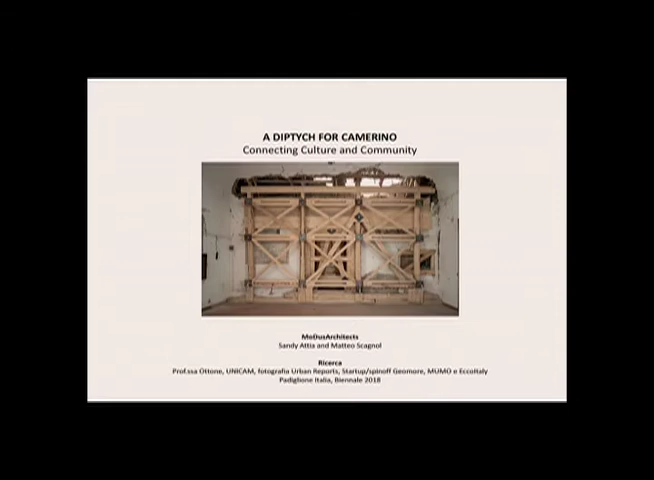 A DIPTYCH FOR CAMERINO
Connecting Culture and Community
MoDusArchitects
Sandy Attia and Matteo Scagnol
Ricerca
Prof.ssa Ottone, UNICAM, fotografia Urban Reports, Startup/spinoff Geomore, MUMO e EccoItaly
Padiglione Italia, Biennale 2018